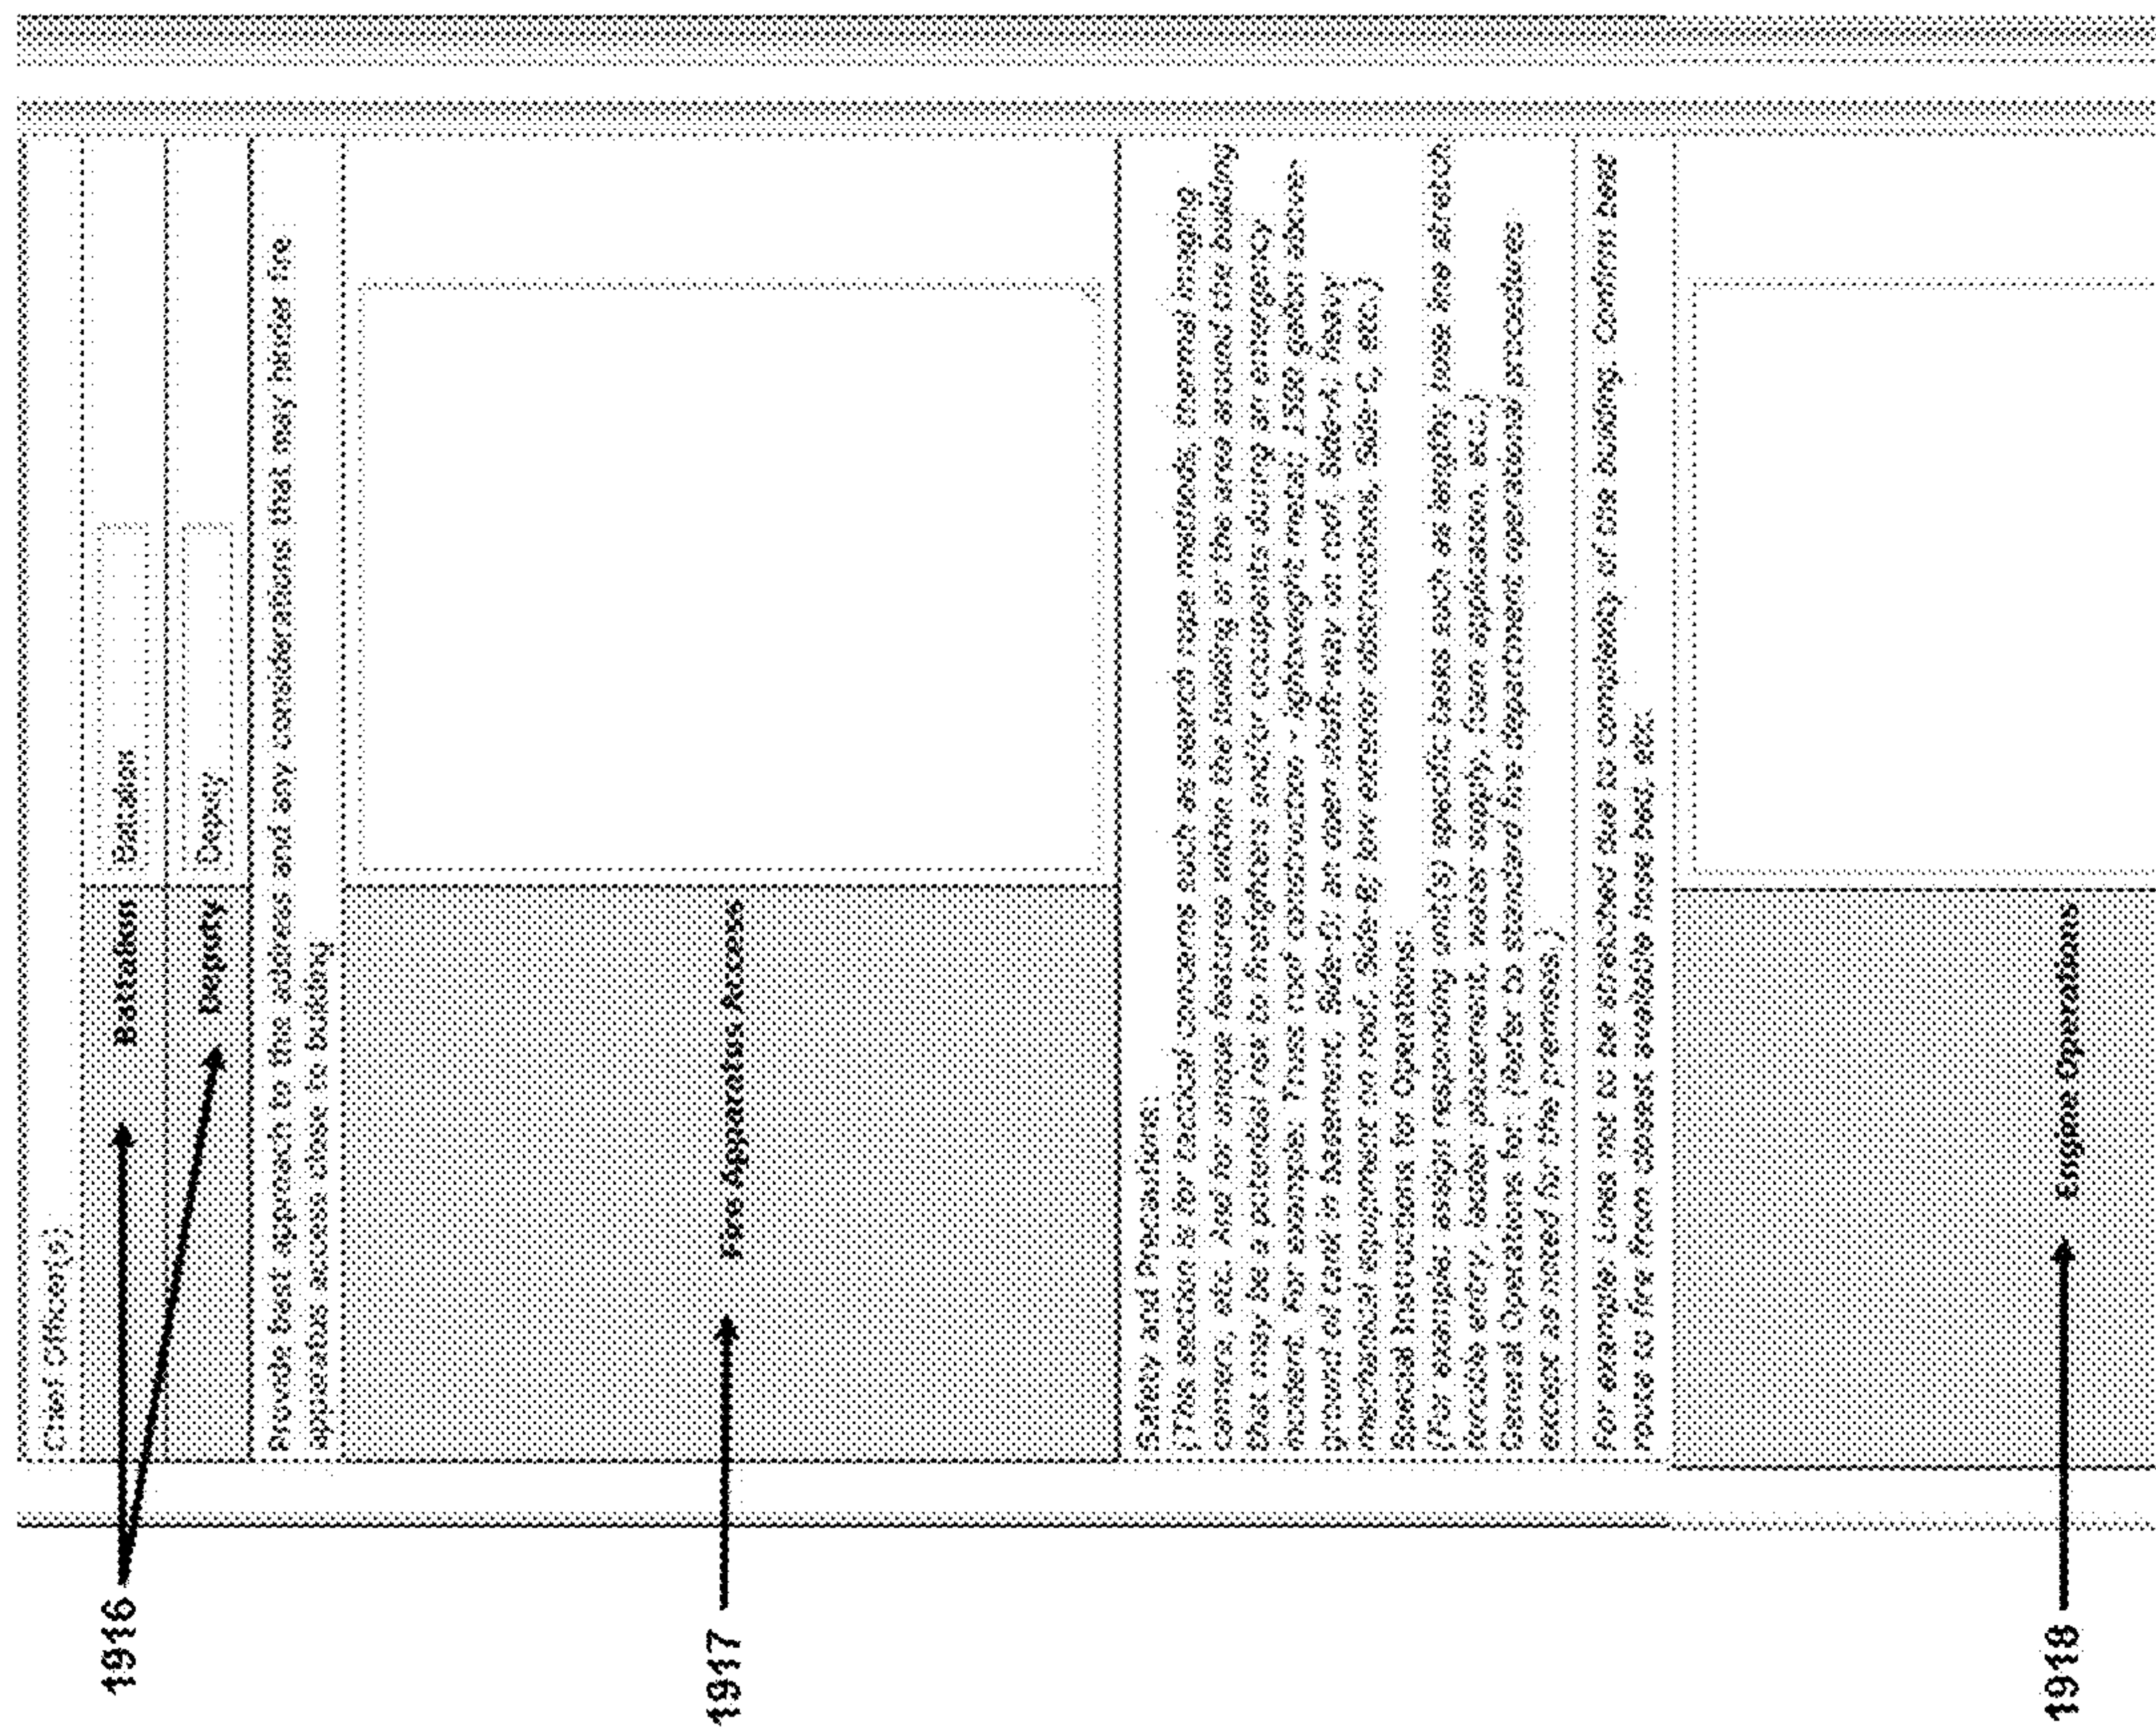 Chief Officer(s)
1916
Battalion Battalion
Deputy Deputy
Provide best approach to the address and any considerations that may hinder fire
apparatus access close to building
1917 Fire Apparatus Access
Safety and Precautions:
(This section is for tactical concerns such as search rope methods, thermal imaging
camera, etc. And for unique features within the building or the area around the building
that may be a potential risk to firefighters and/or occupants during an emergency
incident. For example: Truss roof construction - lightweight metal; 1500 gallon above
ground oil tank in basement, Side- an open shaft-way on roof, Side-A; heavy
mechanical equipment on roof, Side-B; low exterior obstructions, Side-C, etc.)
Special Instructions for Operations:
(For example, assign responding unit(s) specific tasks such as lengthy hose line stretch,
forcible entry, ladder placement, water supply, foam application, etc.)
General Operations for: (Refer to standard fire department operational procedures
except as noted for the premises.)
For example: Lines not to be stretched due to complexity of the building. Confirm best
route to fire from closest available hose bed, etc.
1918 Engine Operations